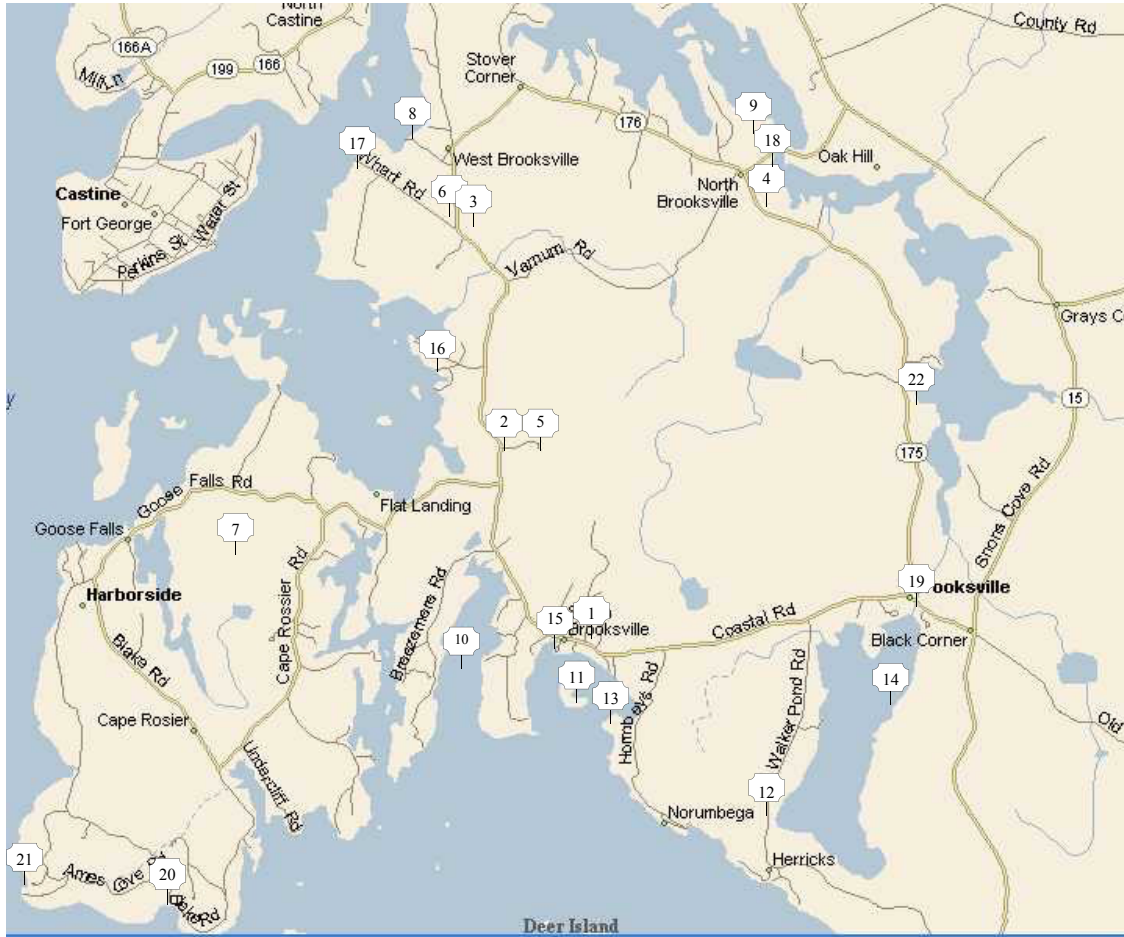 North
Castine
County Rd
166A
199
166
Mill Ln
Stover
Corner
8
9
176
17
18
West Brooksville
Oak Hill
Wharf Rd
Castine
6
3
North
Brooksville
4
Fort George
Water St
Perkins St
Varnum Rd
Grays C
16
22
15
2
5
175
Goose Falls Rd
Flat Landing
7
Goose Falls
Snons Cove Rd
Cape Rossier Rd
Breezemere Rd
19
ooksville
Harborside
15
1
Brooksville
Coastal Rd
10
Black Corner
Blake Rd
11
13
14
Hornbeys Rd
Walker Pond Rd
Cape Rosier
Old
Undercliff Rd
12
Norumbega
21
Ames Cove
20
Herricks
Rd
Deer Island